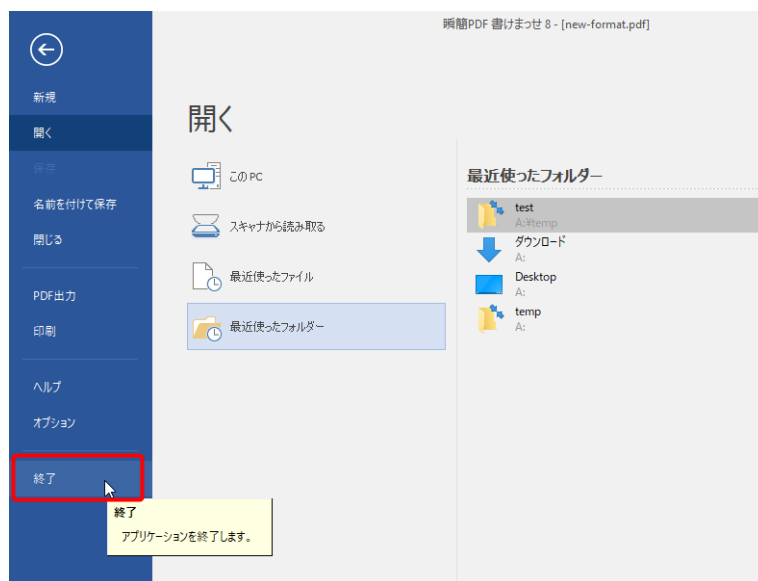 瞬簡PDF 書けまっせ 8 - [new-format.pdf]
新規
開く
保存
名前を付けて保存
閉じる
PDF出力
印刷
ヘルプ
オプション
終了
開く
この PC
スキャナから読み取る
最近使ったファイル
最近使ったフォルダー
最近使ったフォルダー
test
A:¥temp
ダウンロード
A:
Desktop
A:
temp
A:
終了
アプリケーションを終了します。